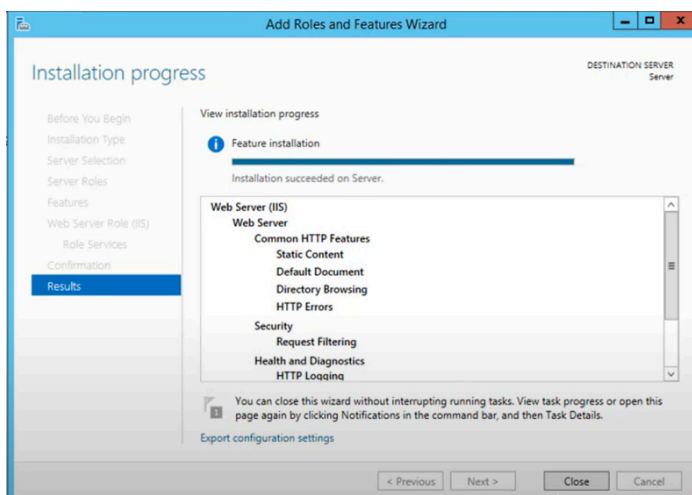 Add Roles and Features Wizard
Installation progress
DESTINATION SERVER
Server
Before You Begin
Installation Type
Server Selection
Server Roles
Features
Web Server Role (IIS)
Role Services
Confirmation
Results
View installation progress
Feature installation
Installation succeeded on Server.
Web Server (IIS)
Web Server
Common HTTP Features
Static Content
Default Document
Directory Browsing
HTTP Errors
Security
Request Filtering
Health and Diagnostics
HTTP Logging
1
You can close this wizard without interrupting running tasks. View task progress or open this
page again by clicking Notifications in the command bar, and then Task Details.
Export configuration settings
< Previous
Next >
Close
Cancel